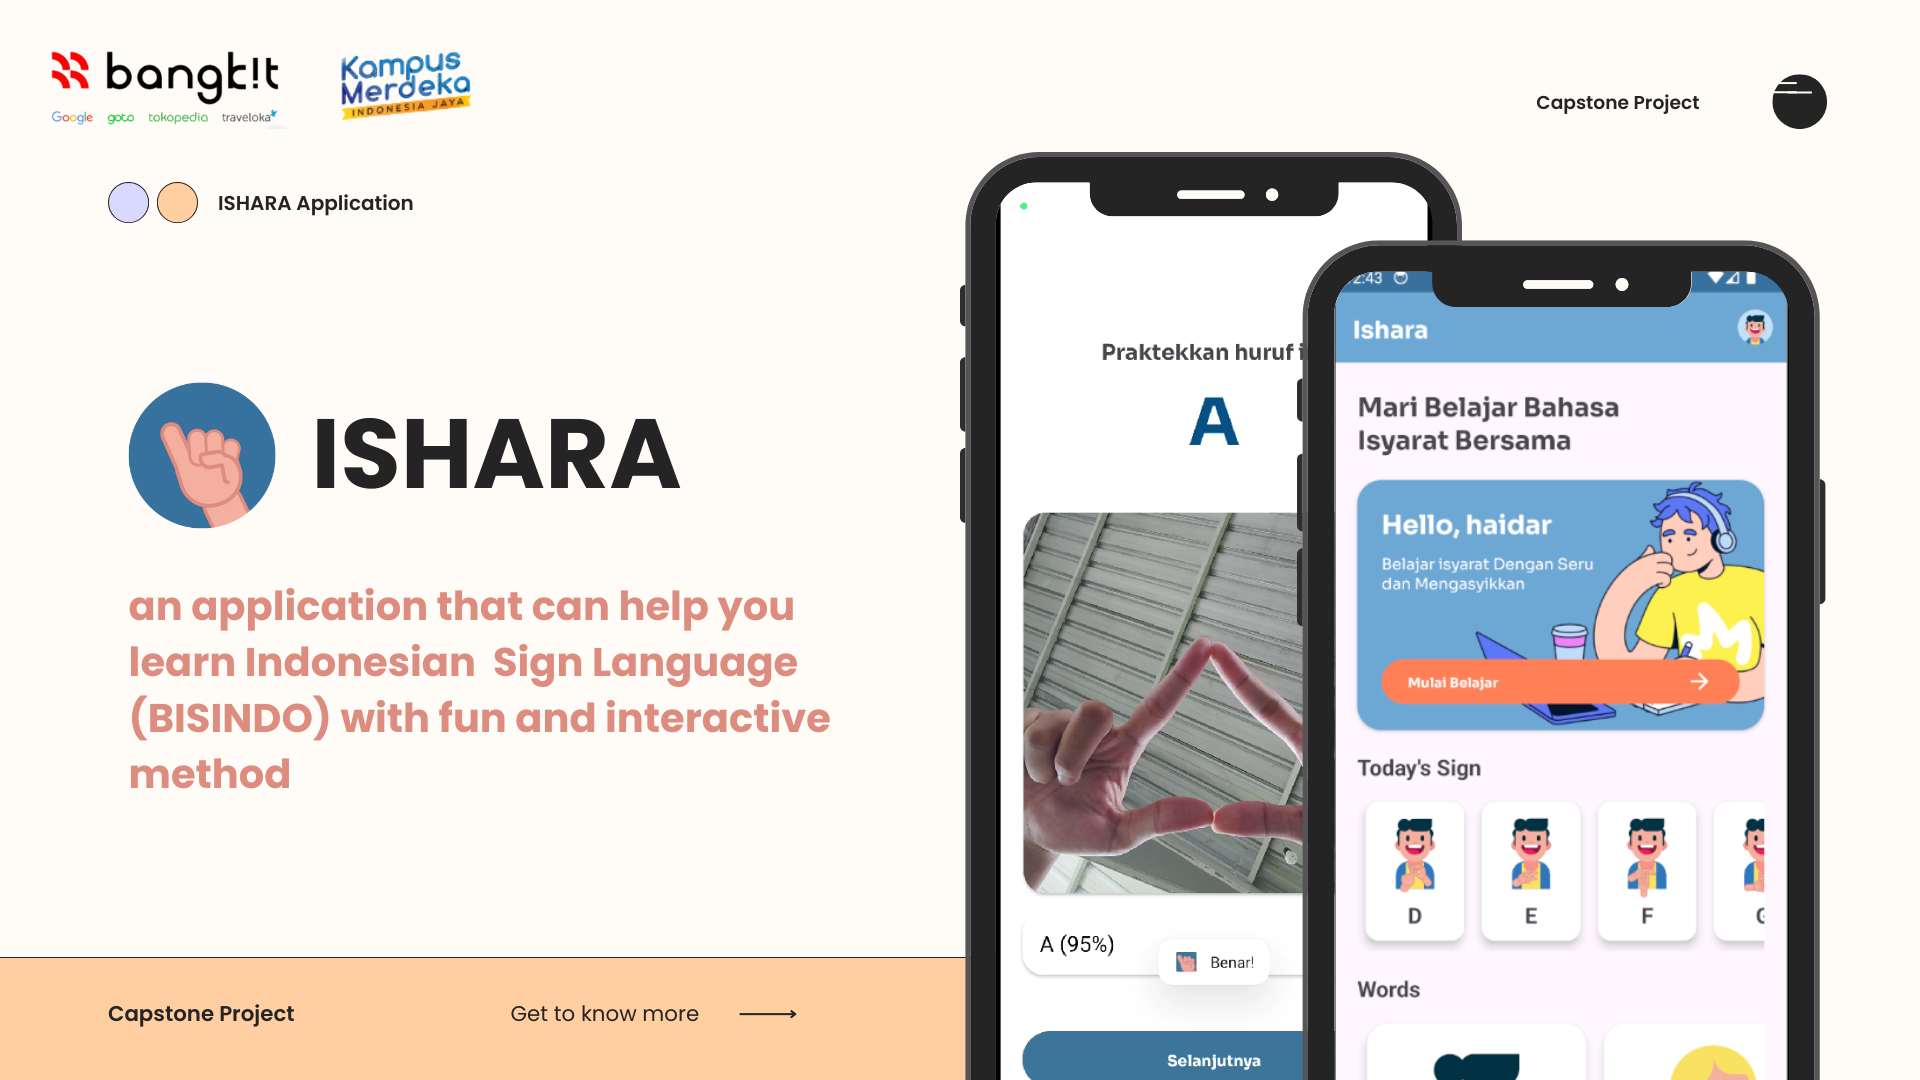 bangk!t
Google goto tokopedia traveloka
Kampus
Merdeka
INDONESIA JAYA
Capstone Project
ISHARA Application
ISHARA
an application that can help you
learn Indonesian Sign Language
(BISINDO) with fun and interactive
method
Capstone Project
Get to know more
Praktekkan huruf
A
A (95%)
Benar!
Selanjutnya
2:43
Ishara
Mari Belajar Bahasa
Isyarat Bersama
Hello, haidar
Belajar isyarat Dengan Seru
dan Mengasyikkan
Mulai Belajar
Today's Sign
D E F G
Words